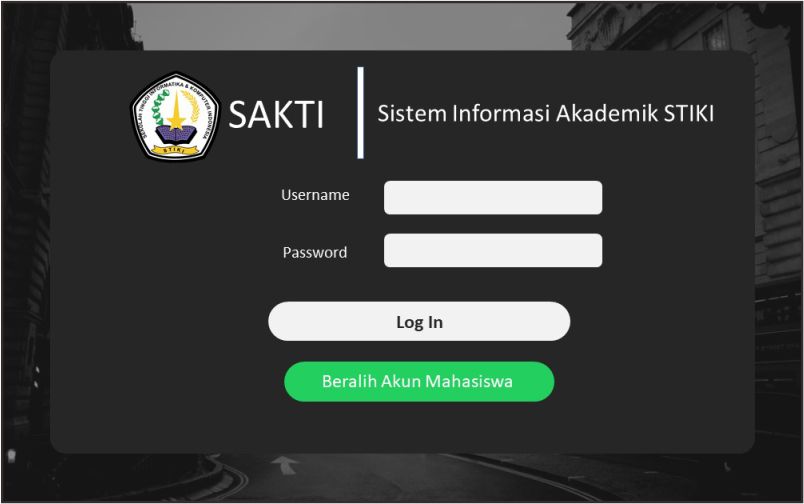 SEKOLAH TINGGI INFORMATIKA & KOMPUTER INDONESIA
STIKI
SAKTI
Sistem Informasi Akademik STIKI
Username
Password
Log In
Beralih Akun Mahasiswa